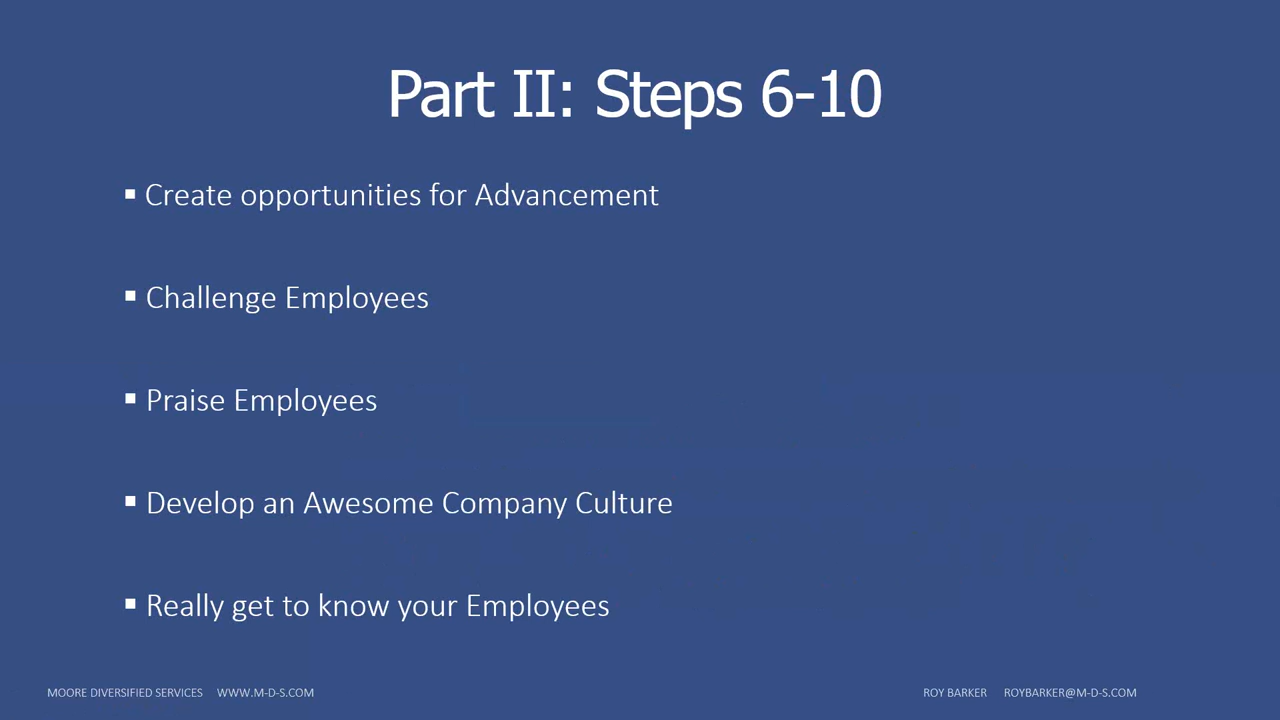 Part II: Steps 6-10
▪ Create opportunities for Advancement
▪ Challenge Employees
▪ Praise Employees
▪ Develop an Awesome Company Culture
▪ Really get to know your Employees
MOORE DIVERSIFIED SERVICES WWW.M-D-S.COM ROY BARKER ROYBARKER@M-D-S.COM